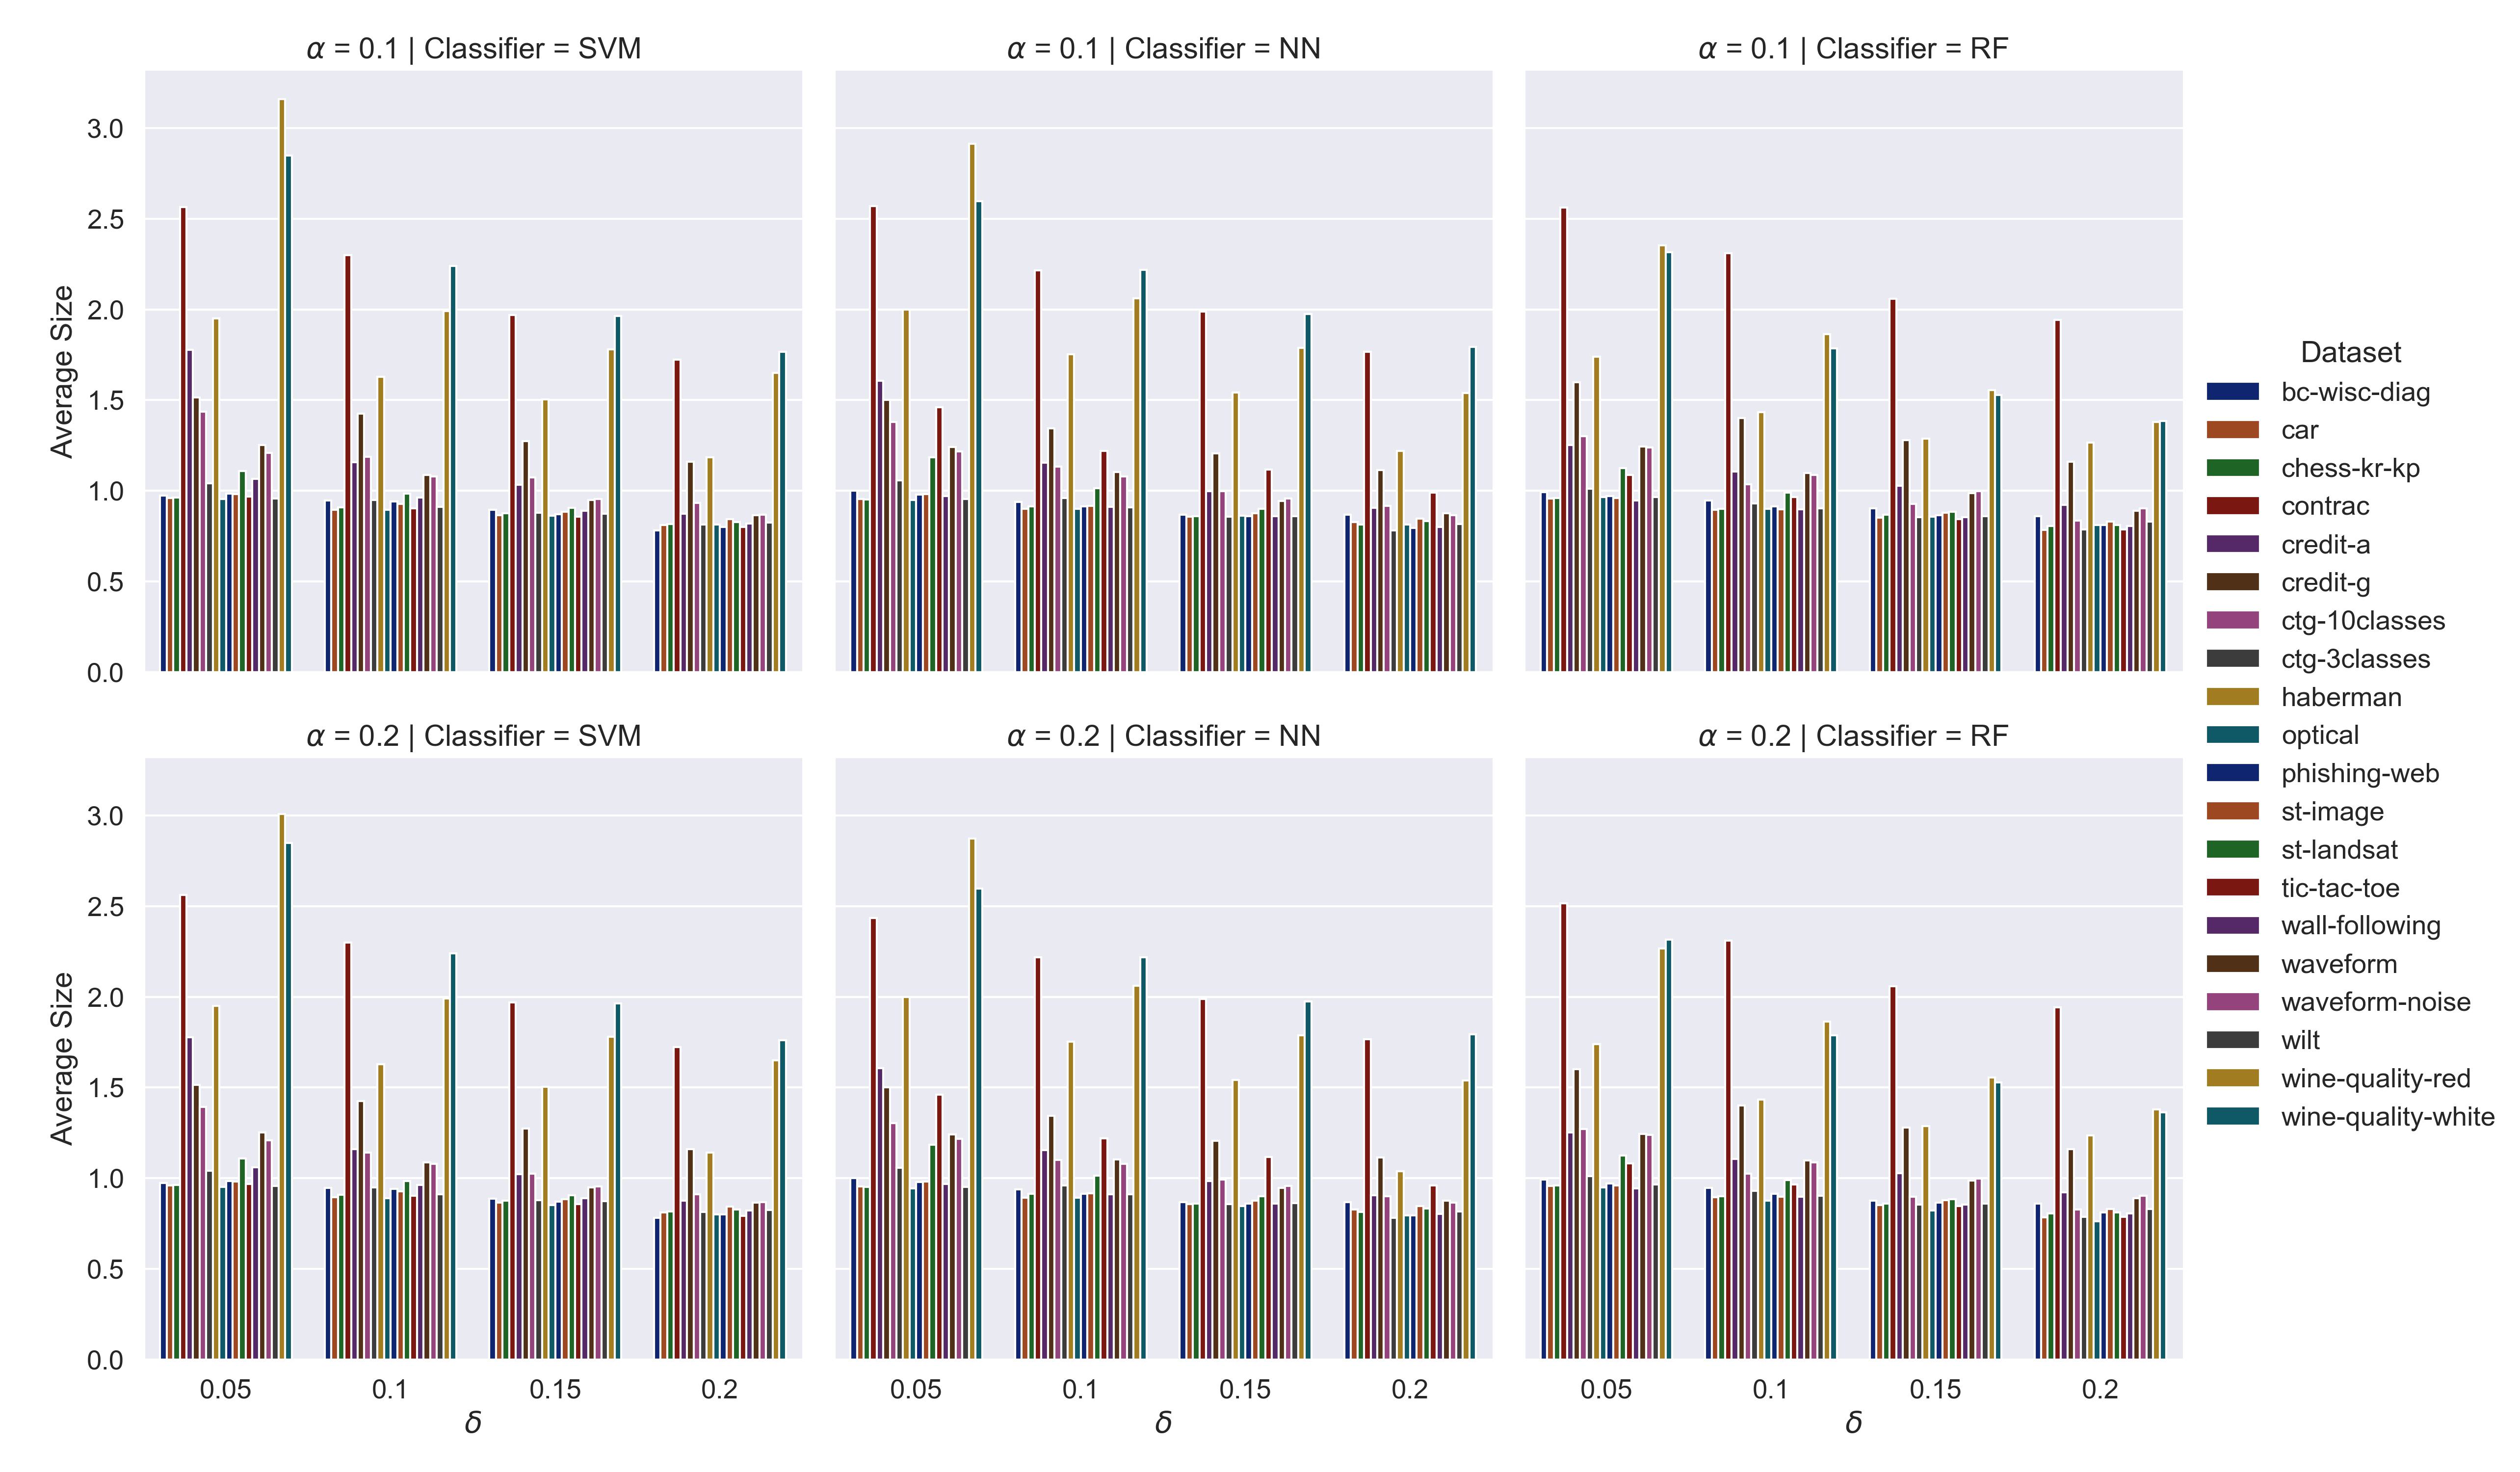 α = 0.1 | Classifier = SVM
α = 0.1 | Classifier = NN
α = 0.1 | Classifier = RF
Average Size
3.0
2.5
2.0
1.5
1.0
0.5
0.0
α = 0.2 | Classifier = SVM
α = 0.2 | Classifier = NN
α = 0.2 | Classifier = RF
Average Size
3.0
2.5
2.0
1.5
1.0
0.5
0.0
0.05 0.1 0.15 0.2
δ
0.05 0.1 0.15 0.2
δ
0.05 0.1 0.15 0.2
δ
Dataset
bc-wisc-diag
car
chess-kr-kp
contrac
credit-a
credit-g
ctg-10classes
ctg-3classes
haberman
optical
phishing-web
st-image
st-landsat
tic-tac-toe
wall-following
waveform
waveform-noise
wilt
wine-quality-red
wine-quality-white